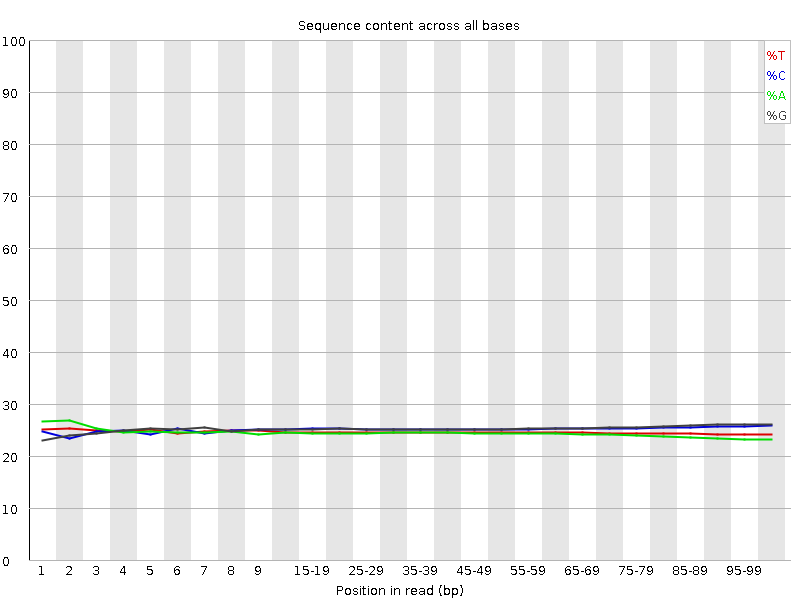 Sequence content across all bases
100
90
80
70
60
50
40
30
20
10
0
%T
%C
%A
%G
1 2 3 4 5 6 7 8 9 15-19 25-29 35-39 45-49 55-59 65-69 75-79 85-89 95-99
Position in read (bp)